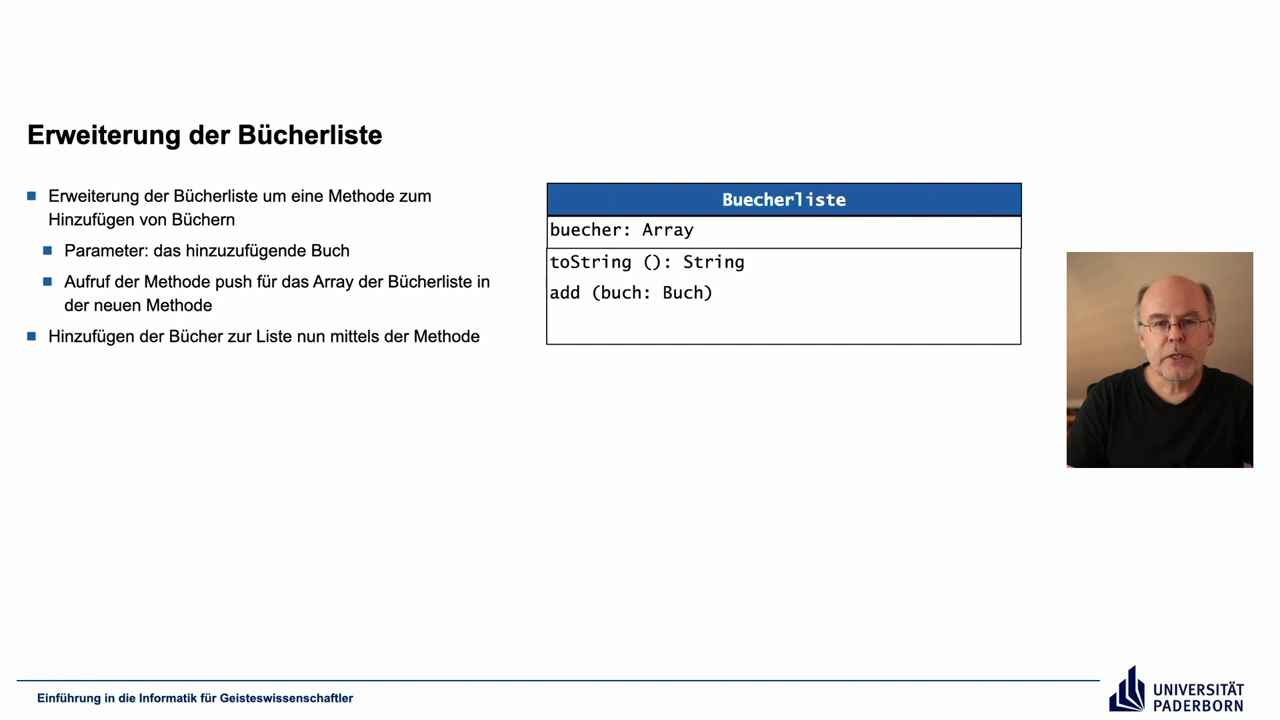 Erweiterung der Bücherliste
Erweiterung der Bücherliste um eine Methode zum
Hinzufügen von Büchern
Parameter: das hinzuzufügende Buch
Aufruf der Methode push für das Array der Bücherliste in
der neuen Methode
Hinzufügen der Bücher zur Liste nun mittels der Methode
Buecherliste
buecher: Array
toString (): String
add (buch: Buch)
Einführung in die Informatik für Geisteswissenschaftler
UNIVERSITÄT
PADERBORN